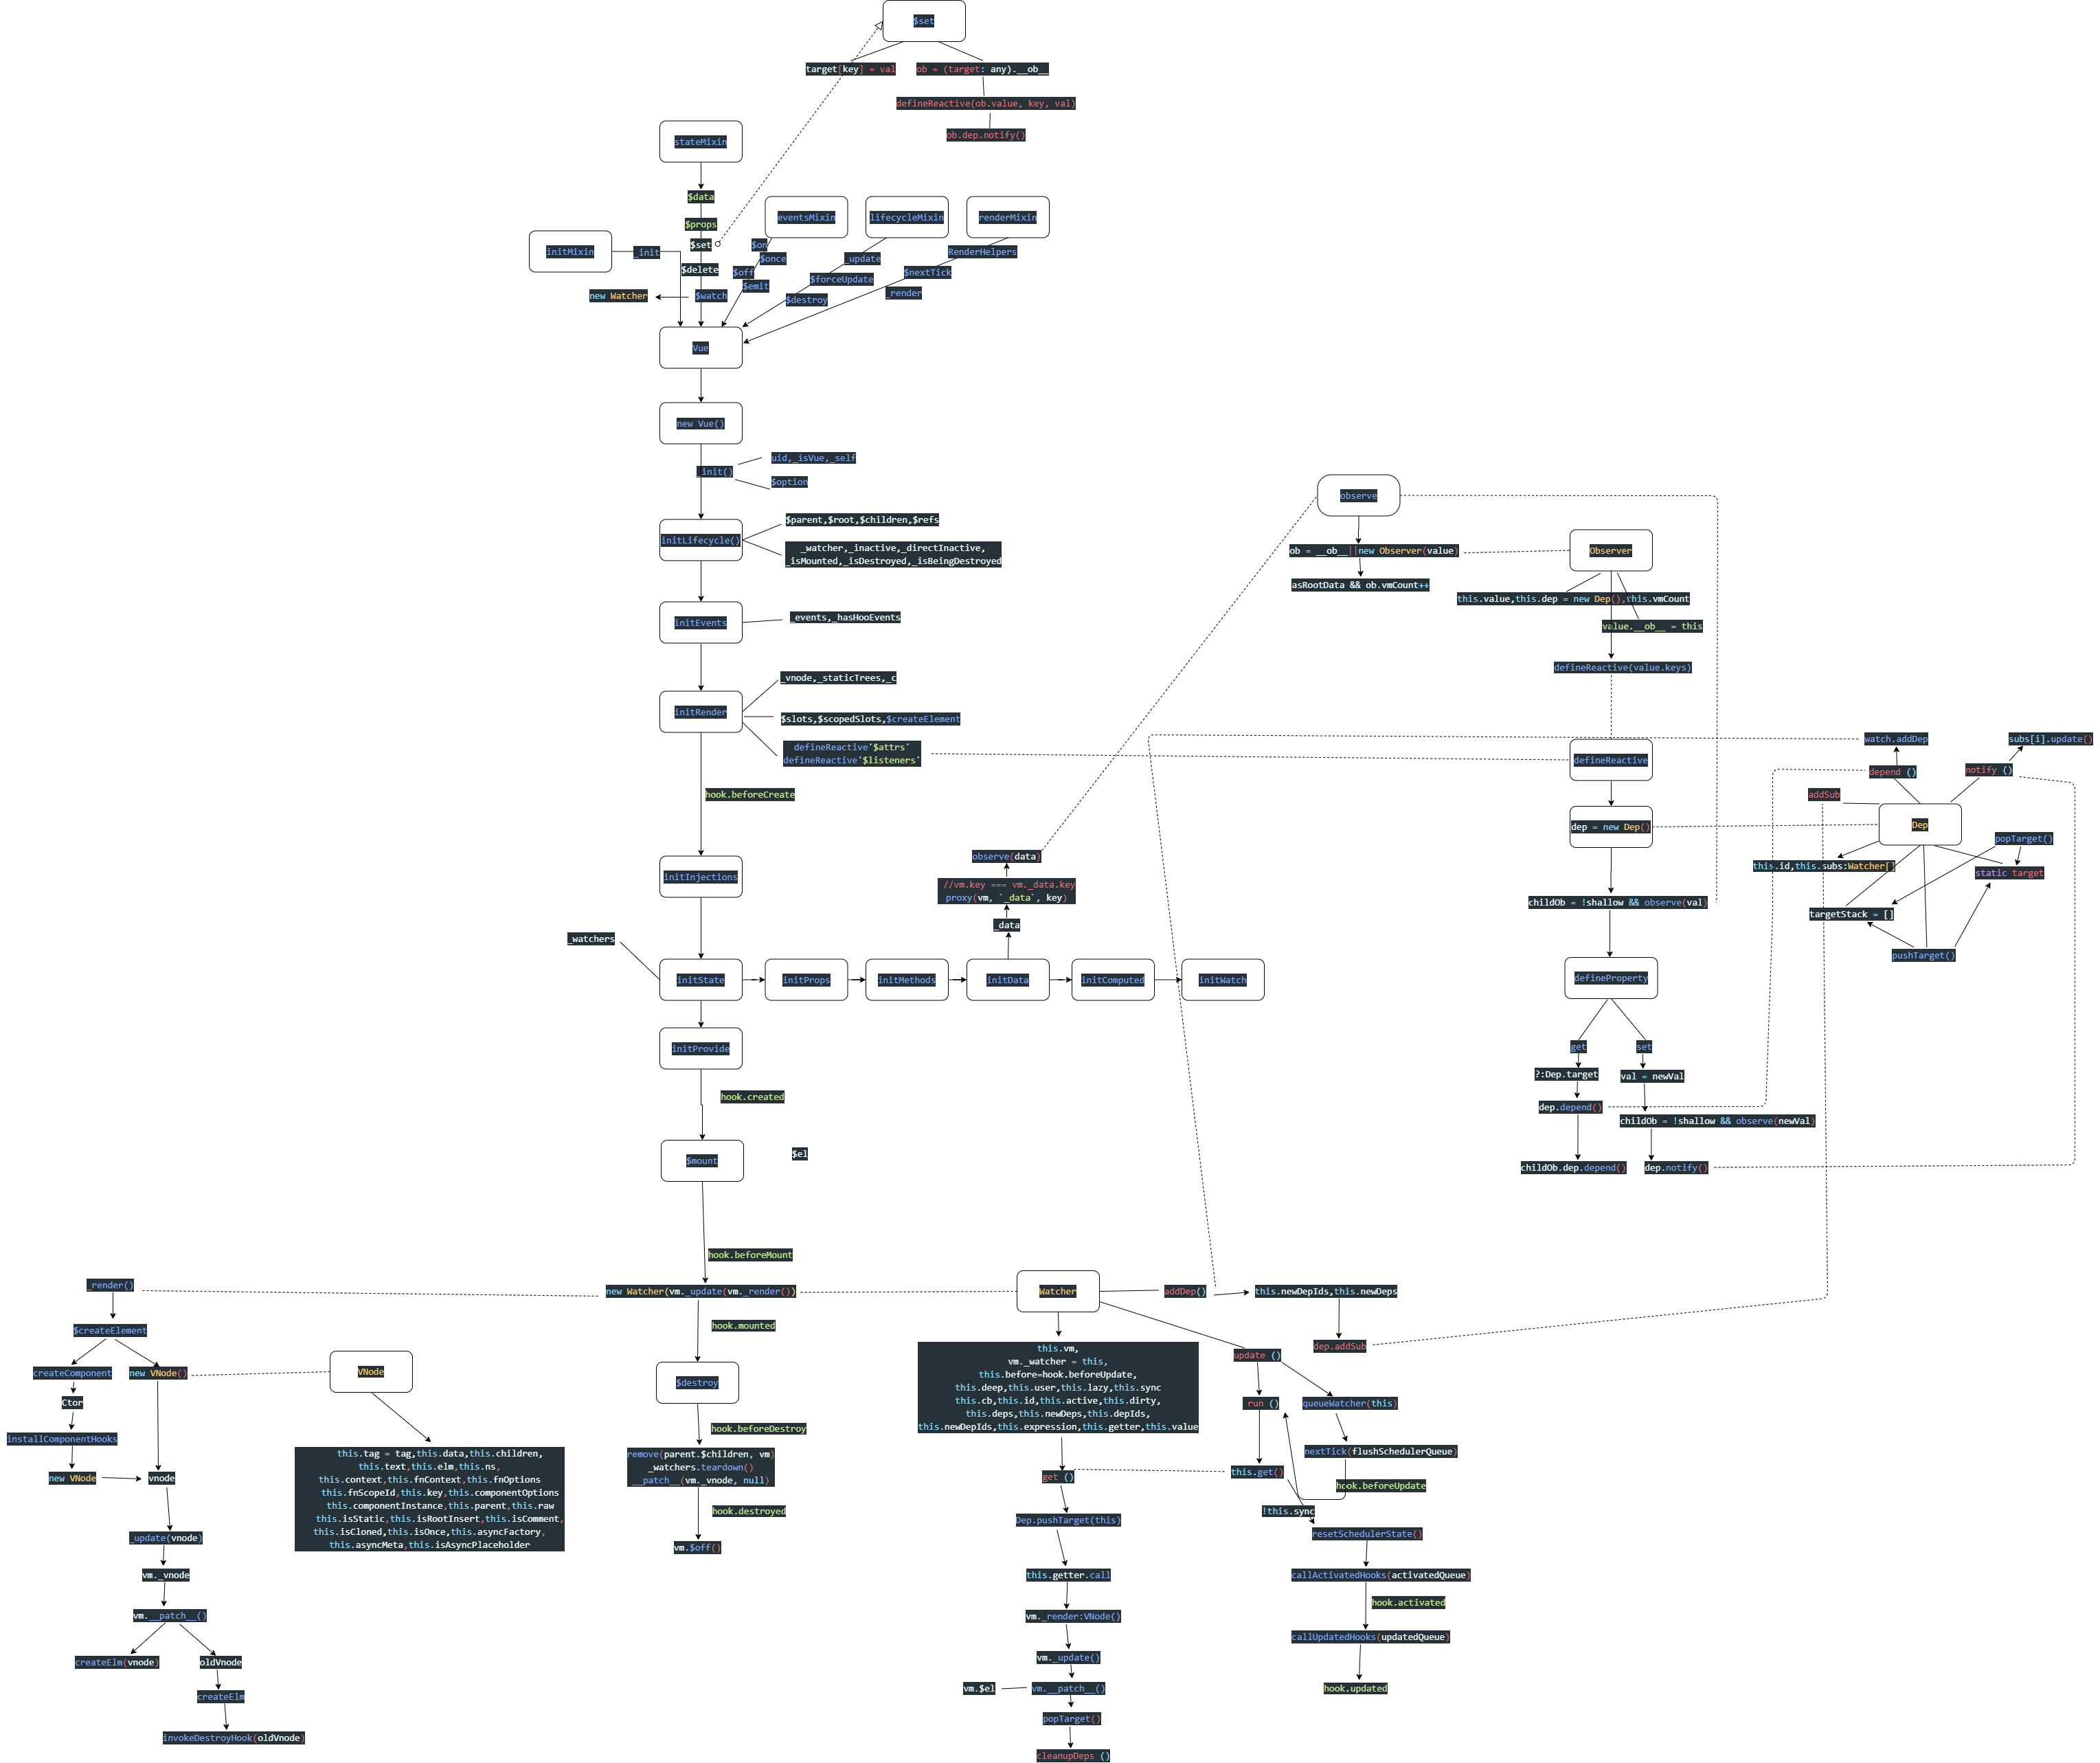 $set
target[key] = val
ob = (target: any).__ob__
defineReactive(ob.value, key, val)
ob.dep.notify()
stateMixin
$data
$props
$set
$delete
$watch
new Watcher
initMixin
_init
eventsMixin
$on
$once
$off
$emit
lifecycleMixin
_update
$forceUpdate
$destroy
renderMixin
RenderHelpers
$nextTick
_render
Vue
new Vue()
_init()
uid,_isVue,_self
$option
initLifecycle()
$parent,$root,$children,$refs
_watcher,_inactive,_directInactive,
_isMounted,_isDestroyed,_isBeingDestroyed
initEvents
_events,_hasHooEvents
initRender
_vnode,_staticTrees,_c
$slots,$scopedSlots,$createElement
defineReactive'$attrs'
defineReactive'$listeners'
hook.beforeCreate
initInjections
_watchers
initState
initProps
initMethods
initData
initComputed
initWatch
observe(data)
//vm.key === vm._data.key
proxy(vm, `_data`, key)
_data
initProvide
hook.created
$mount
$el
hook.beforeMount
new Watcher(vm._update(vm._render())
hook.mounted
$destroy
hook.beforeDestroy
remove(parent.$children, vm)
_watchers.teardown()
__patch__(vm._vnode, null)
hook.destroyed
vm.$off()
observe
ob = __ob__||new Observer(value)
asRootData && ob.vmCount++
Observer
this.value,this.dep = new Dep(),this.vmCount
value.__ob__ = this
defineReactive(value.keys)
defineReactive
dep = new Dep()
childOb = !shallow && observe(val)
defineProperty
get
?:Dep.target
dep.depend()
childOb.dep.depend()
set
val = newVal
childOb = !shallow && observe(newVal)
dep.notify()
watch.addDep
depend ()
subs[i].update()
notify ()
addSub
Dep
popTarget()
this.id,this.subs:Watcher[]
static target
targetStack = []
pushTarget()
_render()
$createElement
createComponent
new VNode()
Ctor
installComponentHooks
new VNode
vnode
_update(vnode)
vm._vnode
vm.__patch__()
createElm(vnode)
oldVnode
createElm
invokeDestroyHook(oldVnode)
VNode
this.tag = tag,this.data,this.children,
this.text,this.elm,this.ns,
this.context,this.fnContext,this.fnOptions
this.fnScopeId,this.key,this.componentOptions
this.componentInstance,this.parent,this.raw
this.isStatic,this.isRootInsert,this.isComment,
this.isCloned,this.isOnce,this.asyncFactory,
this.asyncMeta,this.isAsyncPlaceholder
Watcher
addDep()
this.newDepIds,this.newDeps
dep.addSub
this.vm,
vm._watcher = this,
this.before=hook.beforeUpdate,
this.deep,this.user,this.lazy,this.sync
this.cb,this.id,this.active,this.dirty,
this.deps,this.newDeps,this.depIds,
this.newDepIds,this.expression,this.getter,this.value
get ()
Dep.pushTarget(this)
this.getter.call
vm._render:VNode()
vm._update()
vm.$el
vm.__patch__()
popTarget()
cleanupDeps ()
update ()
run ()
this.get()
!this.sync
queueWatcher(this)
nextTick(flushSchedulerQueue)
hook.beforeUpdate
resetSchedulerState()
callActivatedHooks(activatedQueue)
hook.activated
callUpdatedHooks(updatedQueue)
hook.updated